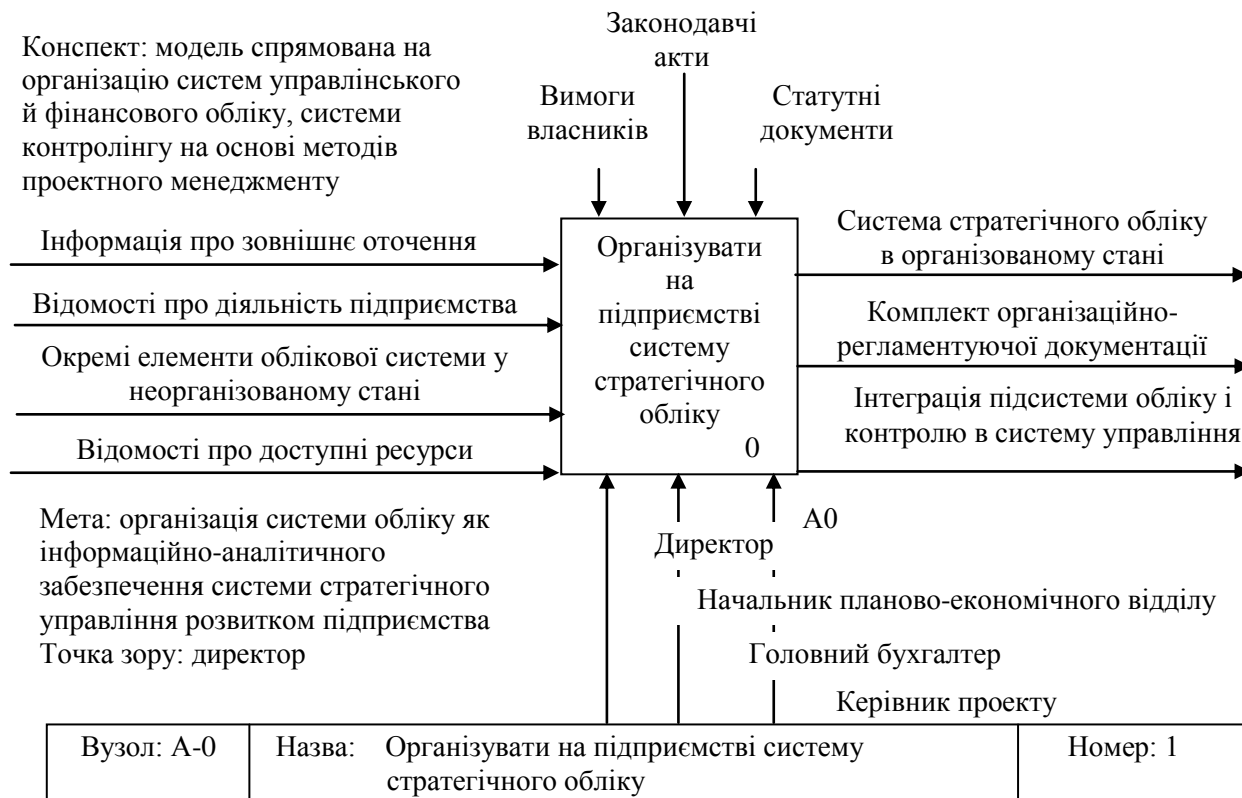 Конспект: модель спрямована на
організацію систем управлінського
й фінансового обліку, системи
контролінгу на основі методів
проектного менеджменту
Законодавчі
акти
Вимоги
власників
Статутні
документи
Інформація про зовнішнє оточення
Відомості про діяльність підприємства
Окремі елементи облікової системи у
неорганізованому стані
Відомості про доступні ресурси
Організувати
на
підприємстві
систему
стратегічного
обліку
0
Система стратегічного обліку
в організованому стані
Комплект організаційно-
регламентуючої документації
Інтеграція підсистеми обліку і
контролю в систему управління
Мета: організація системи обліку як
інформаційно-аналітичного
забезпечення системи стратегічного
управління розвитком підприємства
Точка зору: директор
А0
Директор
Начальник планово-економічного відділу
Головний бухгалтер
Керівник проекту
Вузол: А-0
Назва: Організувати на підприємстві систему
стратегічного обліку
Номер: 1